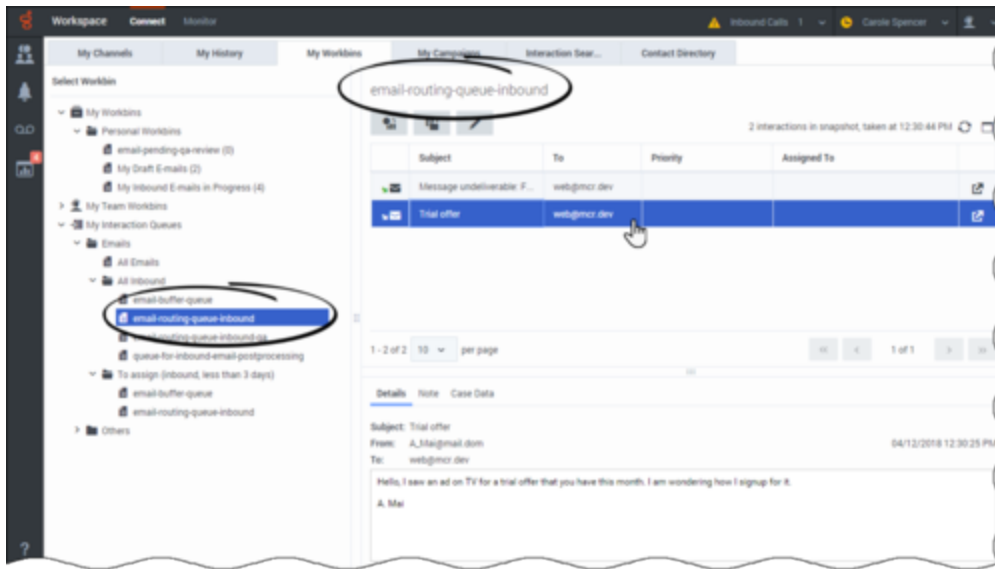 Workspace Connect Monitor Inbound Calls 1 Carole Spencer
My Channels My History My Workbins My Campaigns Interaction Sear... Contact Directory
Select Workbin
email-routing-queue-inbound
My Workbins
Personal Workbins
email-pending-qa-review (0)
My Draft E-mails (2)
My Inbound E-mails in Progress (4)
My Team Workbins
My Interaction Queues
Emails
All Emails
All Inbound
email-buffer-queue
email-routing-queue-inbound
email-routing-queue-inbound-qa
queue-for-inbound-email-postprocessing
To assign (inbound, less than 3 days)
email-buffer-queue
email-routing-queue-inbound
Others
2 interactions in snapshot, taken at 12:30:44 PM
Subject To Priority Assigned To
Message undeliverable: F... web@mcr.dev
Trial offer web@mcr.dev
1 - 2 of 2 10 per page 1 of 1
Details Note Case Data
Subject: Trial offer
From: A_Mai@mail.dom 04/12/2018 12:30:25 PM
To: web@mcr.dev
Hello, I saw an ad on TV for a trial offer that you have this month. I am wondering how I signup for it.
A. Mai
4
?